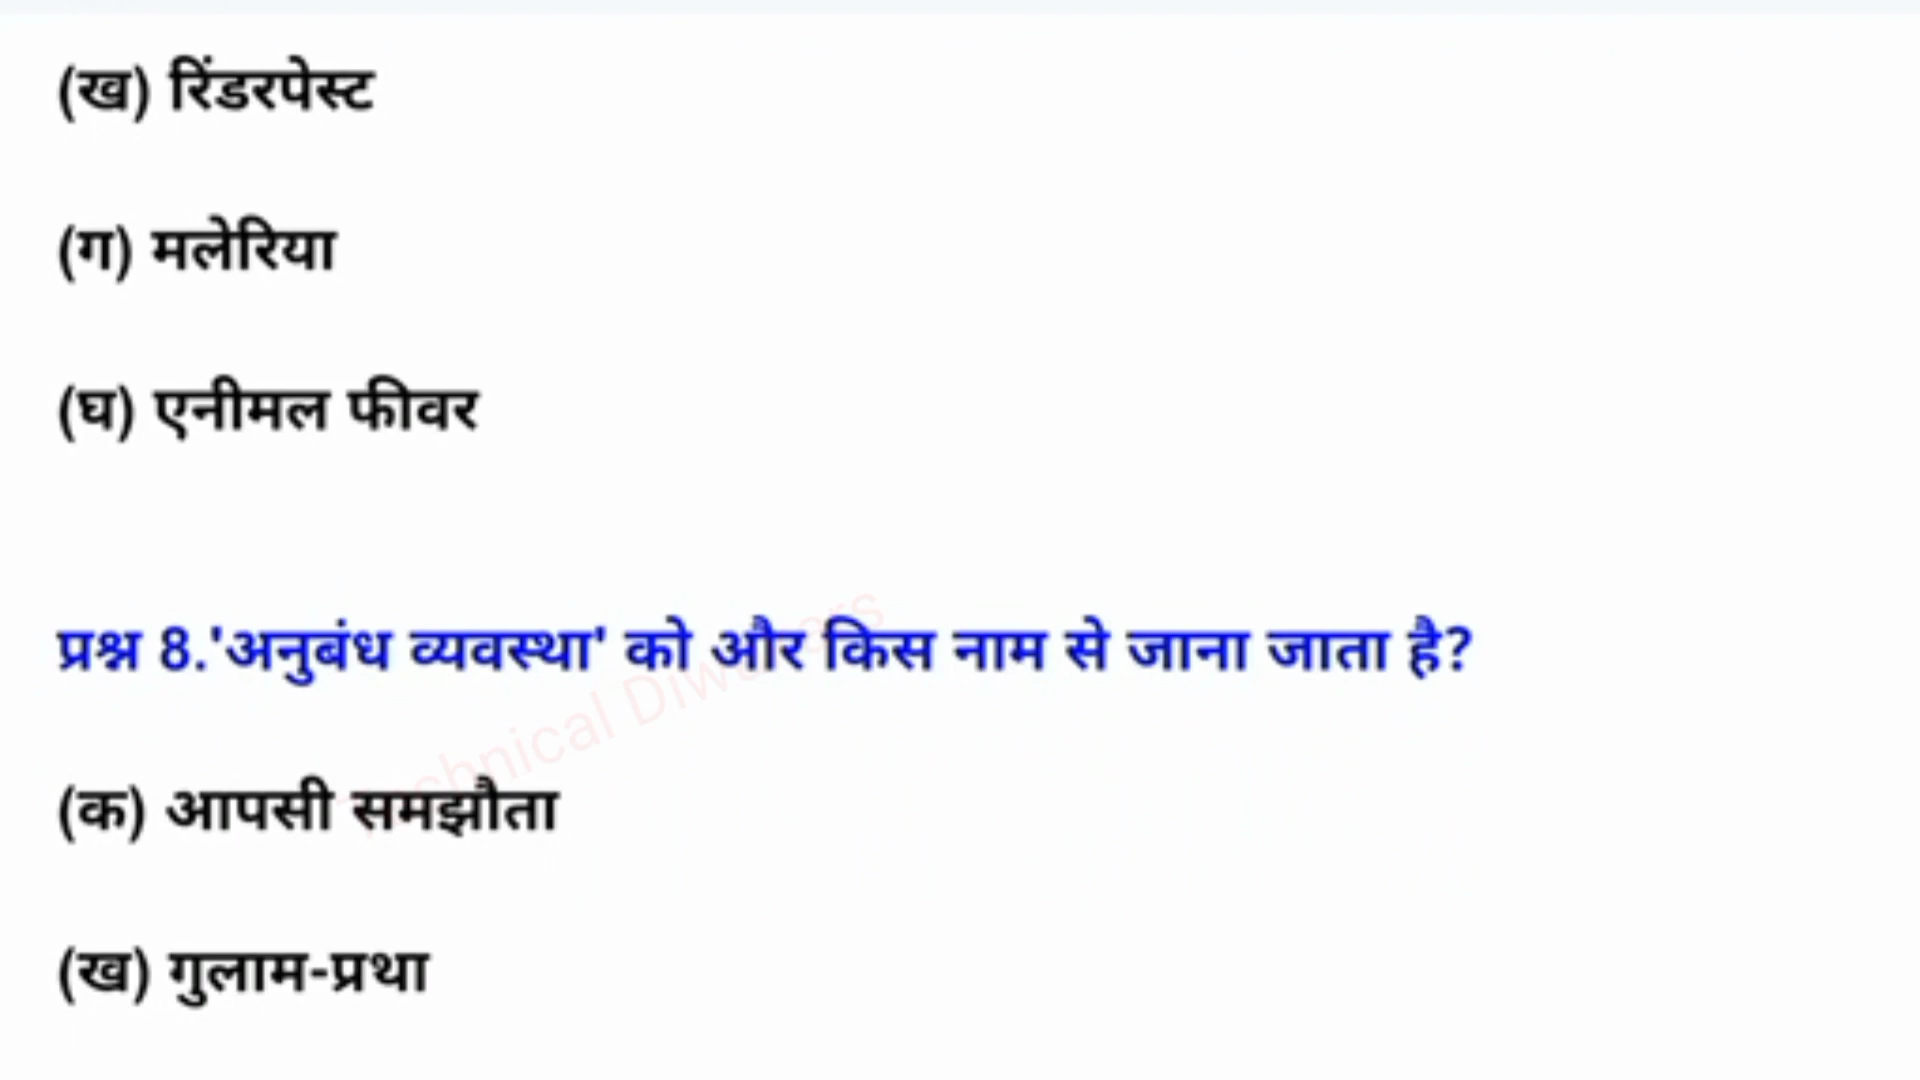 (ख) रिंडरपेस्ट
(ग) मलेरिया
(घ) एनीमल फीवर
प्रश्न 8.'अनुबंध व्यवस्था' को और किस नाम से जाना जाता है?
(क) आपसी समझौता
(ख) गुलाम-प्रथा